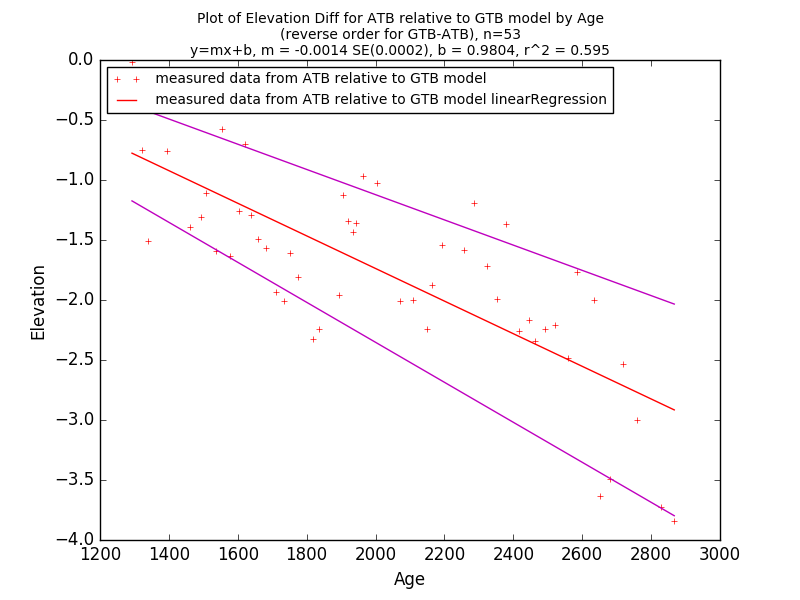 Plot of Elevation Diff for ATB relative to GTB model by Age
(reverse order for GTB-ATB), n=53
y=mx+b, m = -0.0014 SE(0.0002), b = 0.9804, r^2 = 0.595
measured data from ATB relative to GTB model
measured data from ATB relative to GTB model linearRegression
0.0
−0.5
−1.0
−1.5
−2.0
−2.5
−3.0
−3.5
−4.0
Elevation
1200 1400 1600 1800 2000 2200 2400 2600 2800 3000
Age